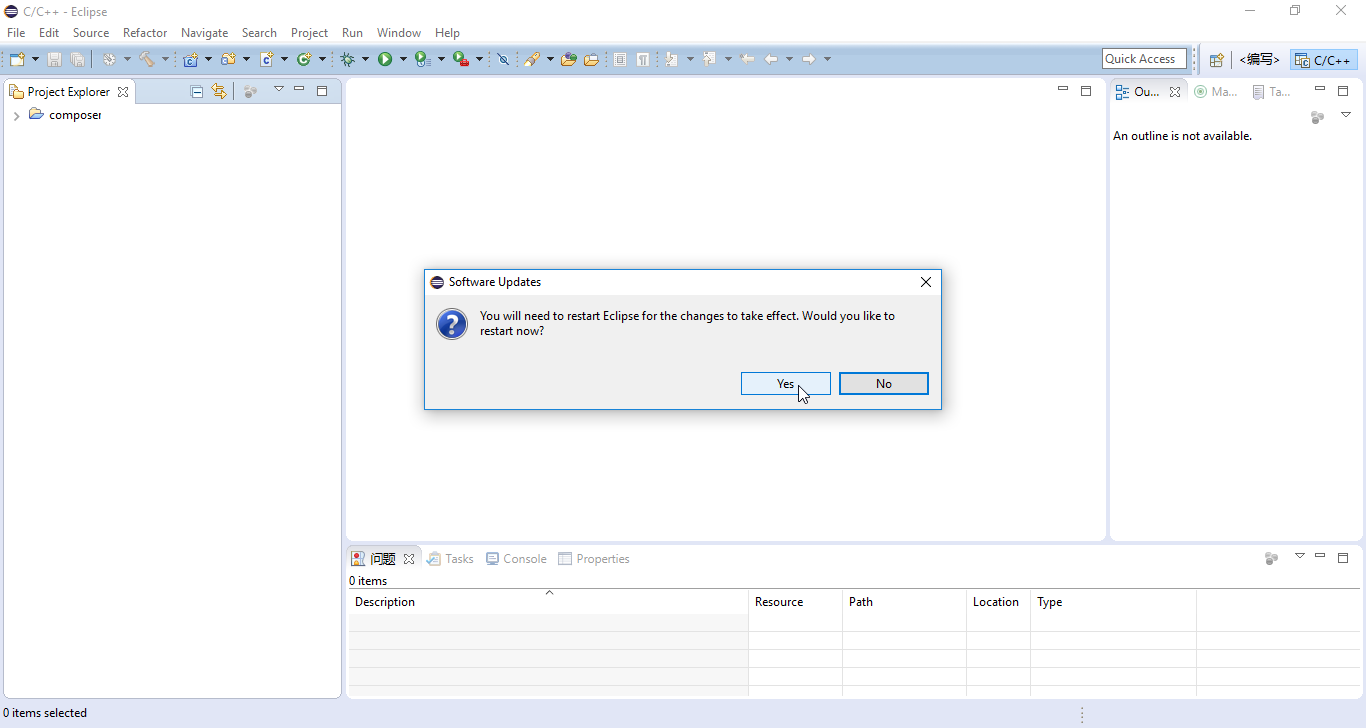 C/C++ - Eclipse
File Edit Source Refactor Navigate Search Project Run Window Help
Quick Access <编写> C/C++
Project Explorer
composer
Ou... Ma... Ta...
An outline is not available.
Software Updates
You will need to restart Eclipse for the changes to take effect. Would you like to
restart now?
Yes No
问题 Tasks Console Properties
0 items
Description Resource Path Location Type
0 items selected